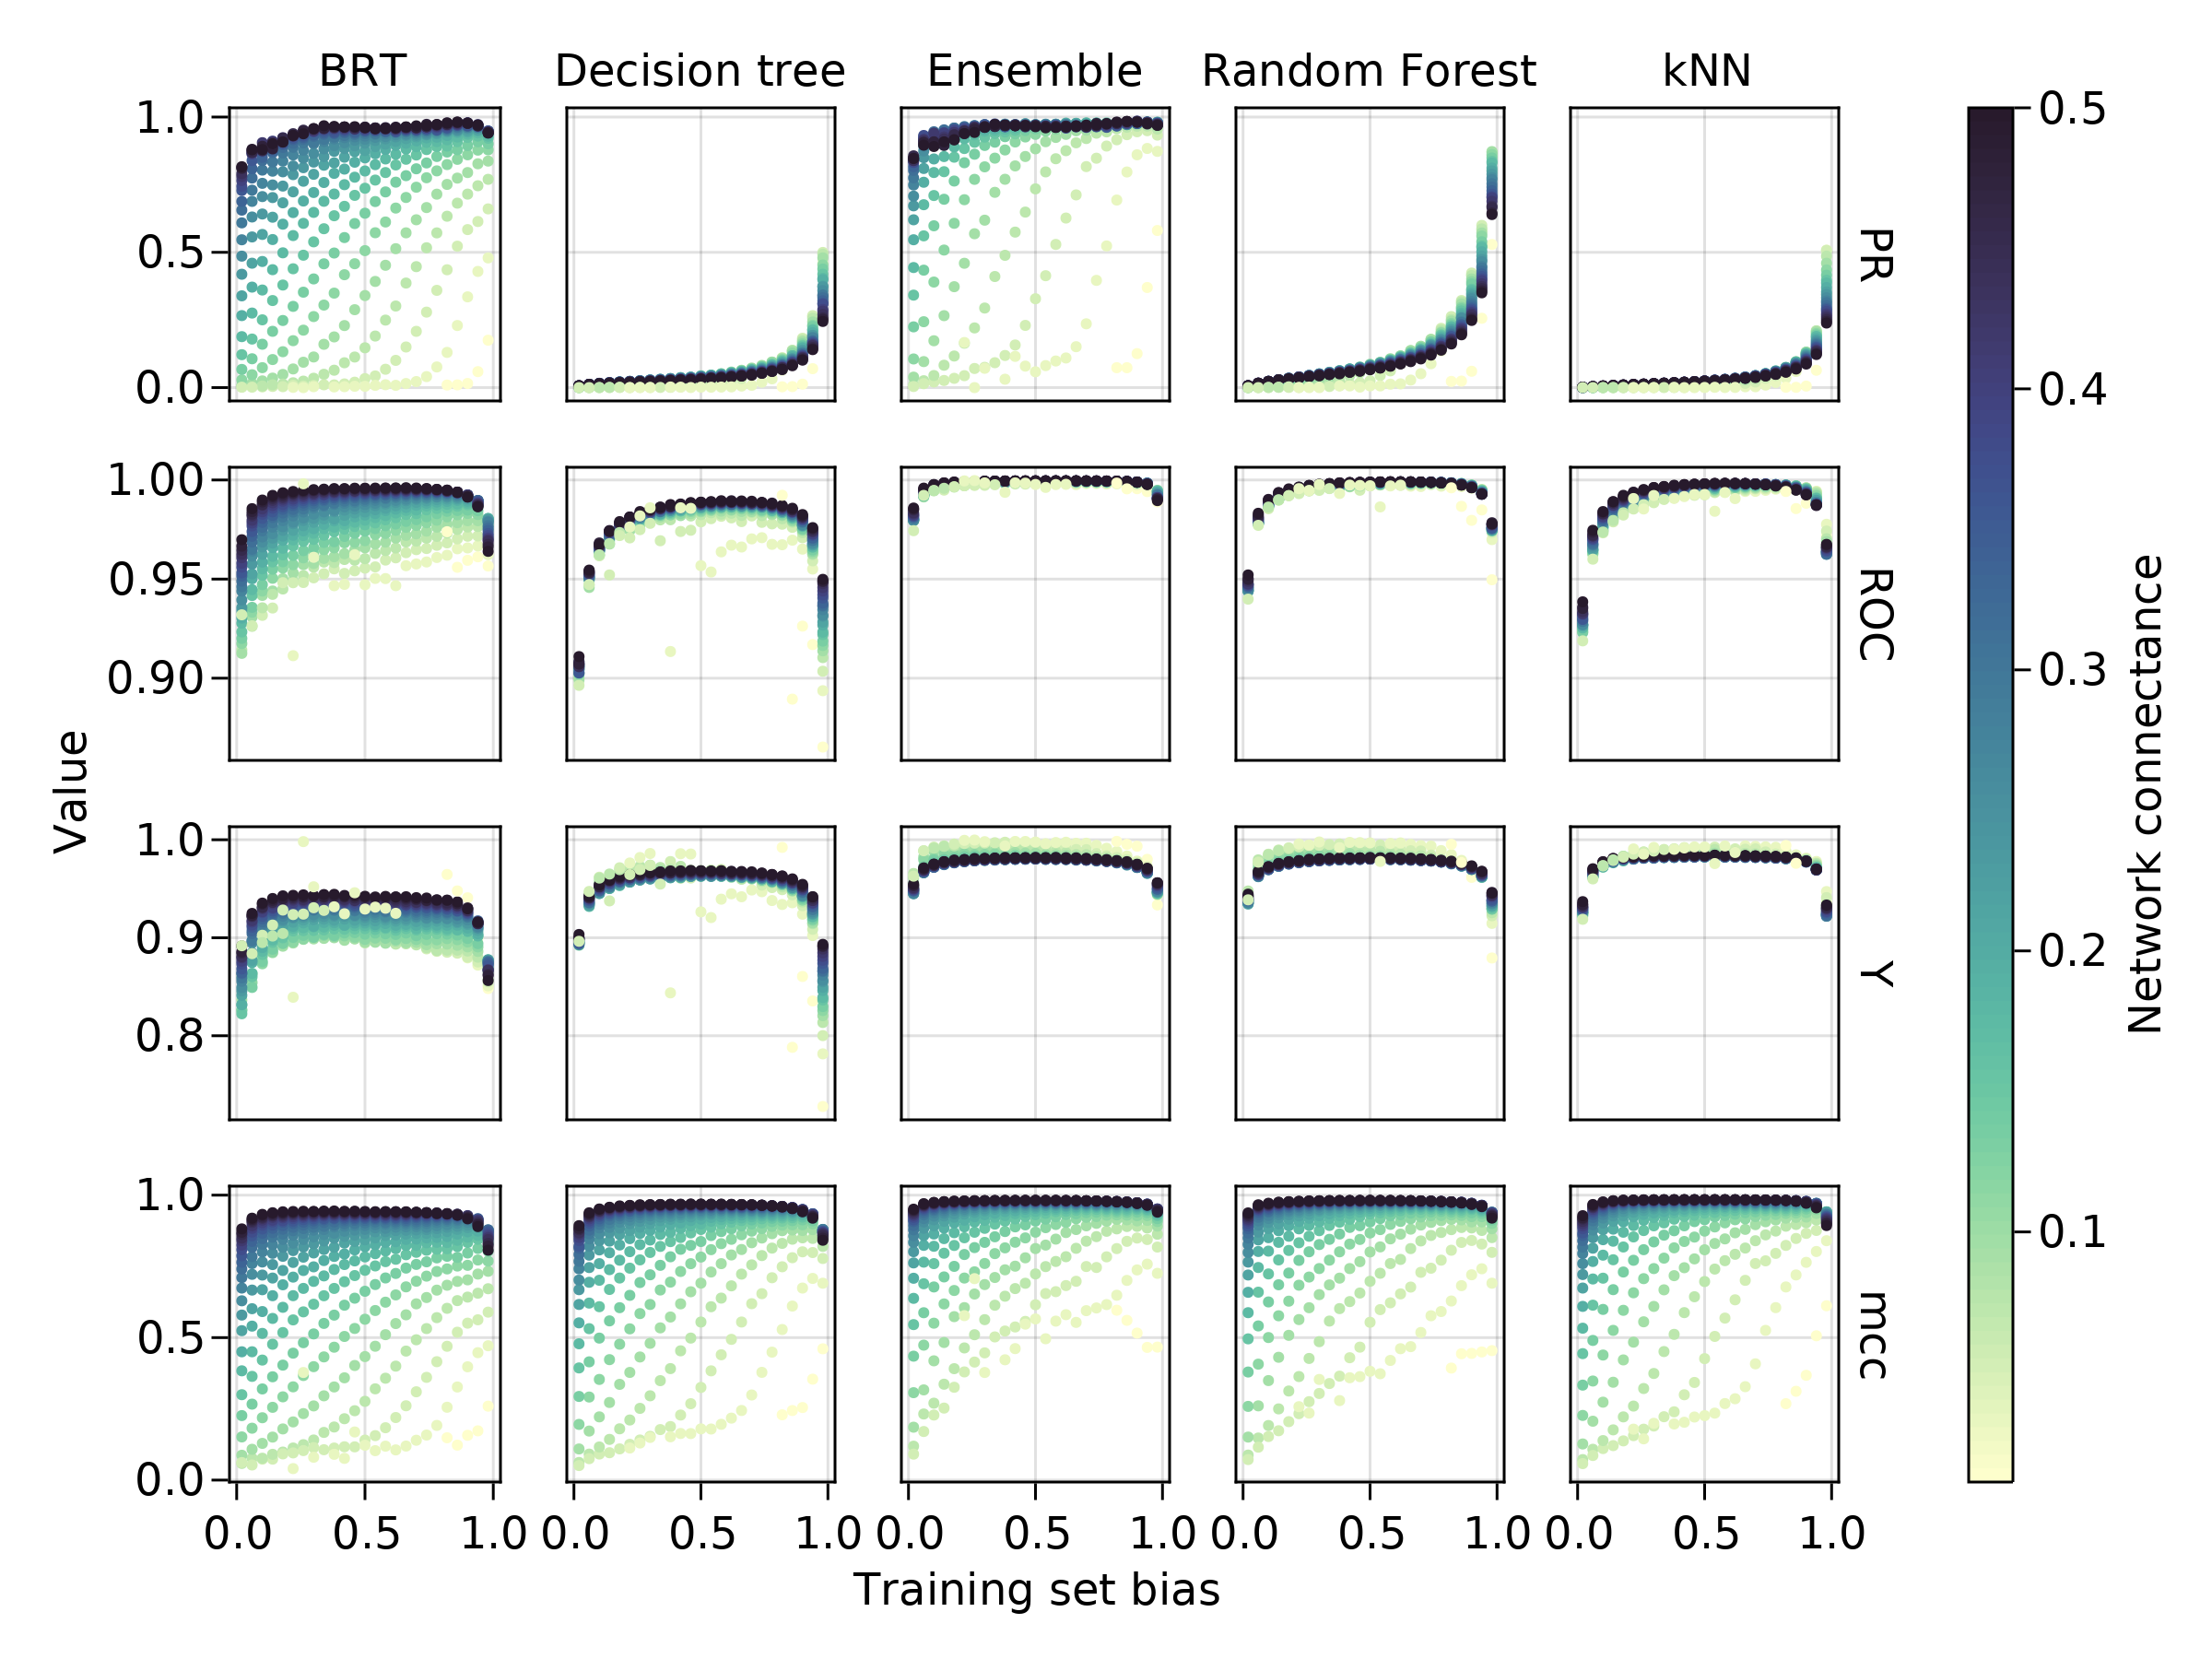 BRT Decision tree Ensemble Random Forest kNN
1.0
0.5
0.0
PR
1.00
0.95
0.90
ROC
1.0
0.9
0.8
Y
1.0
0.5
0.0
mcc
0.0 0.5 1.0 0.0 0.5 1.0 0.0 0.5 1.0 0.0 0.5 1.0 0.0 0.5 1.0
Training set bias
Value
0.5
0.4
0.3
0.2
0.1
Network connectance